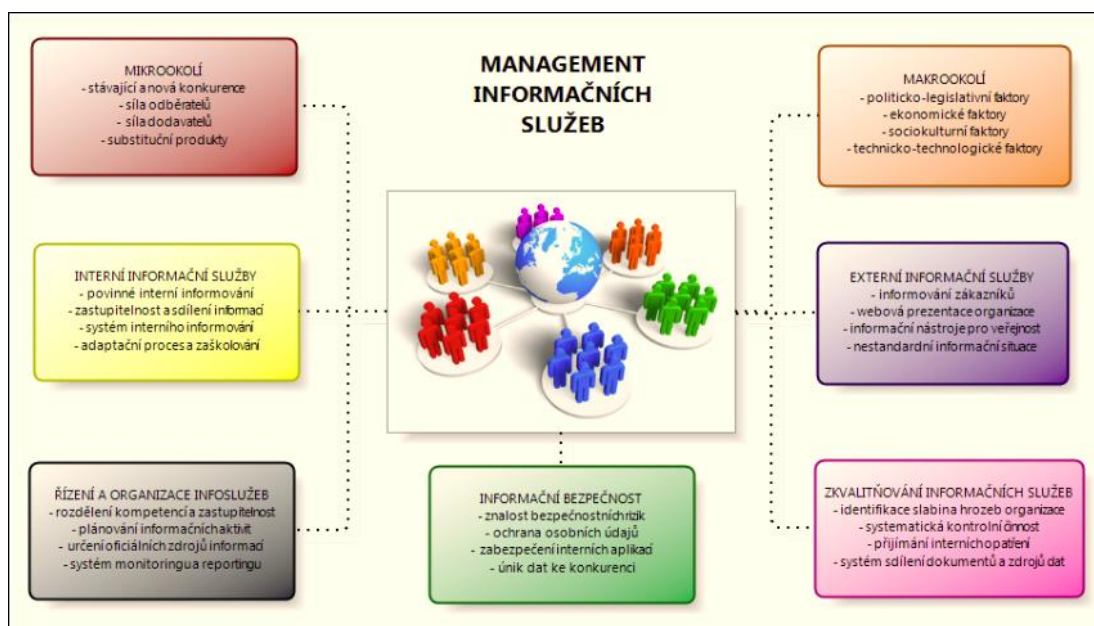 MANAGEMENT
INFORMAČNÍCH
SLUŽEB
MIKROOKOLÍ
- stávající a nová konkurence
- síla odběratelů
- síla dodavatelů
- substituční produkty
MAKROOKOLÍ
- politicko-legislativní faktory
- ekonomické faktory
- sociokulturní faktory
- technicko-technologické faktory
INTERNÍ INFORMAČNÍ SLUŽBY
- povinné interní informování
- zastupitelnost a sdílení informací
- systém interního informování
- adaptační proces a zaškolování
EXTERNÍ INFORMAČNÍ SLUŽBY
- informování zákazníků
- webová prezentace organizace
- informační nástroje pro veřejnost
- nestandardní informační situace
ŘÍZENÍ A ORGANIZACE INFOSLUŽEB
- rozdělení kompetencí a zastupitelnost
- plánování informačních aktivit
- určení oficiálních zdrojů informací
- systém monitoringu a reportingu
INFORMAČNÍ BEZPEČNOST
- znalost bezpečnostních rizik
- ochrana osobních údajů
- zabezpečení interních aplikací
- únik dat ke konkurenci
ZKVALITŇOVÁNÍ INFORMAČNÍCH SLUŽEB
- identifikace slabin a hrozeb organizace
- systematická kontrolní činnost
- přijímání interních opatření
- systém sdílení dokumentů a zdrojů dat